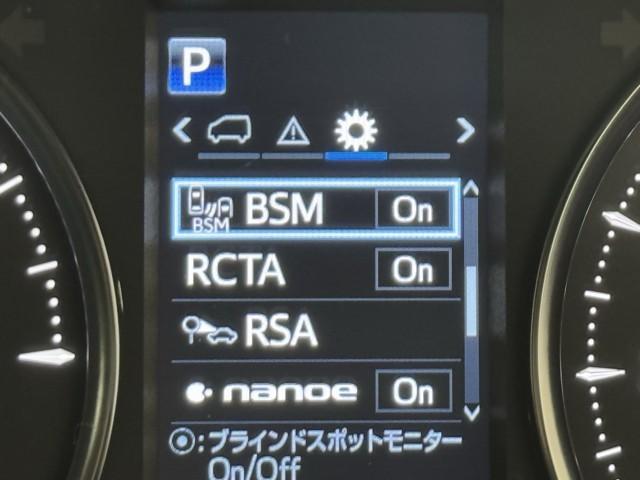 P
BSM BSM On
RCTA On
RSA
nanoe On
:ブラインドスポットモニター
On/Off